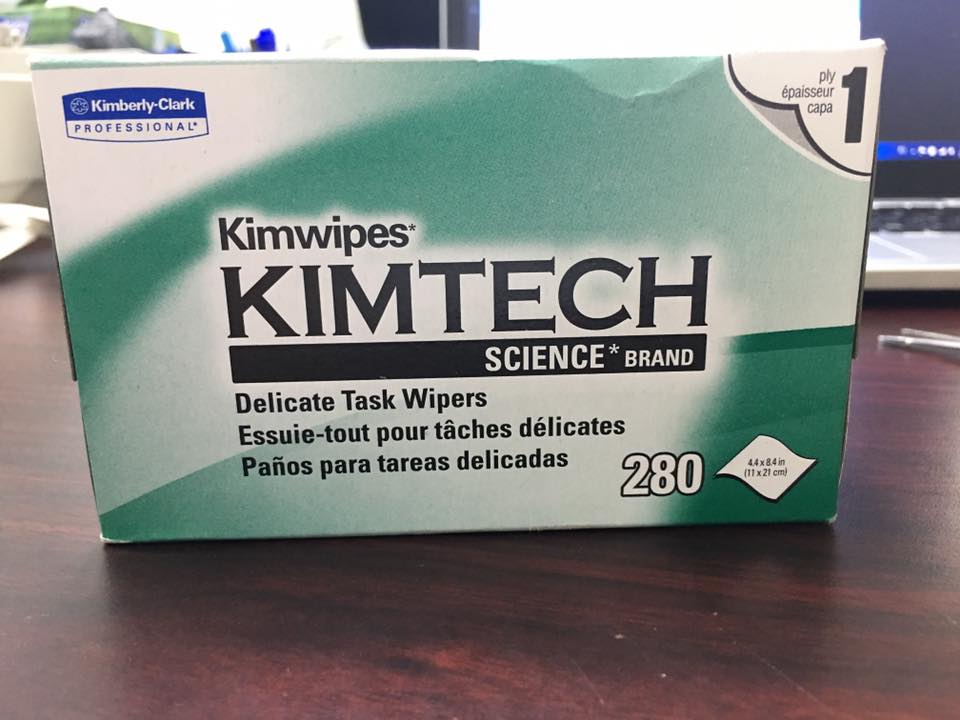 Kimberly-Clark
PROFESSIONAL*
ply
épaisseur
capa
1
Kimwipes*
KIMTECH
SCIENCE* BRAND
Delicate Task Wipers
Essuie-tout pour tâches délicates
Paños para tareas delicadas
280
4.4 x 8.4 in
(11 x 21 cm)